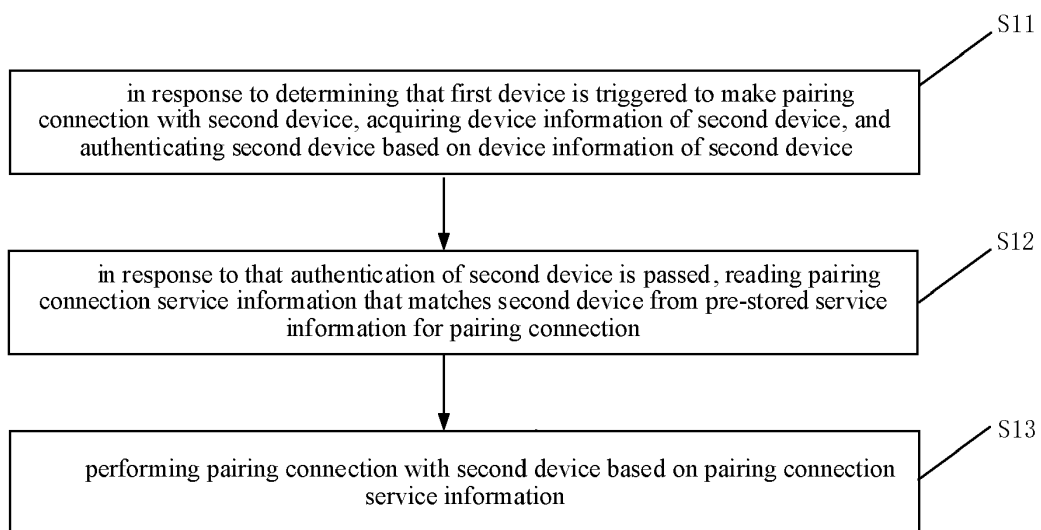 S11
in response to determining that first device is triggered to make pairing
connection with second device, acquiring device information of second device, and
authenticating second device based on device information of second device
S12
in response to that authentication of second device is passed, reading pairing
connection service information that matches second device from pre-stored service
information for pairing connection
S13
performing pairing connection with second device based on pairing connection
service information